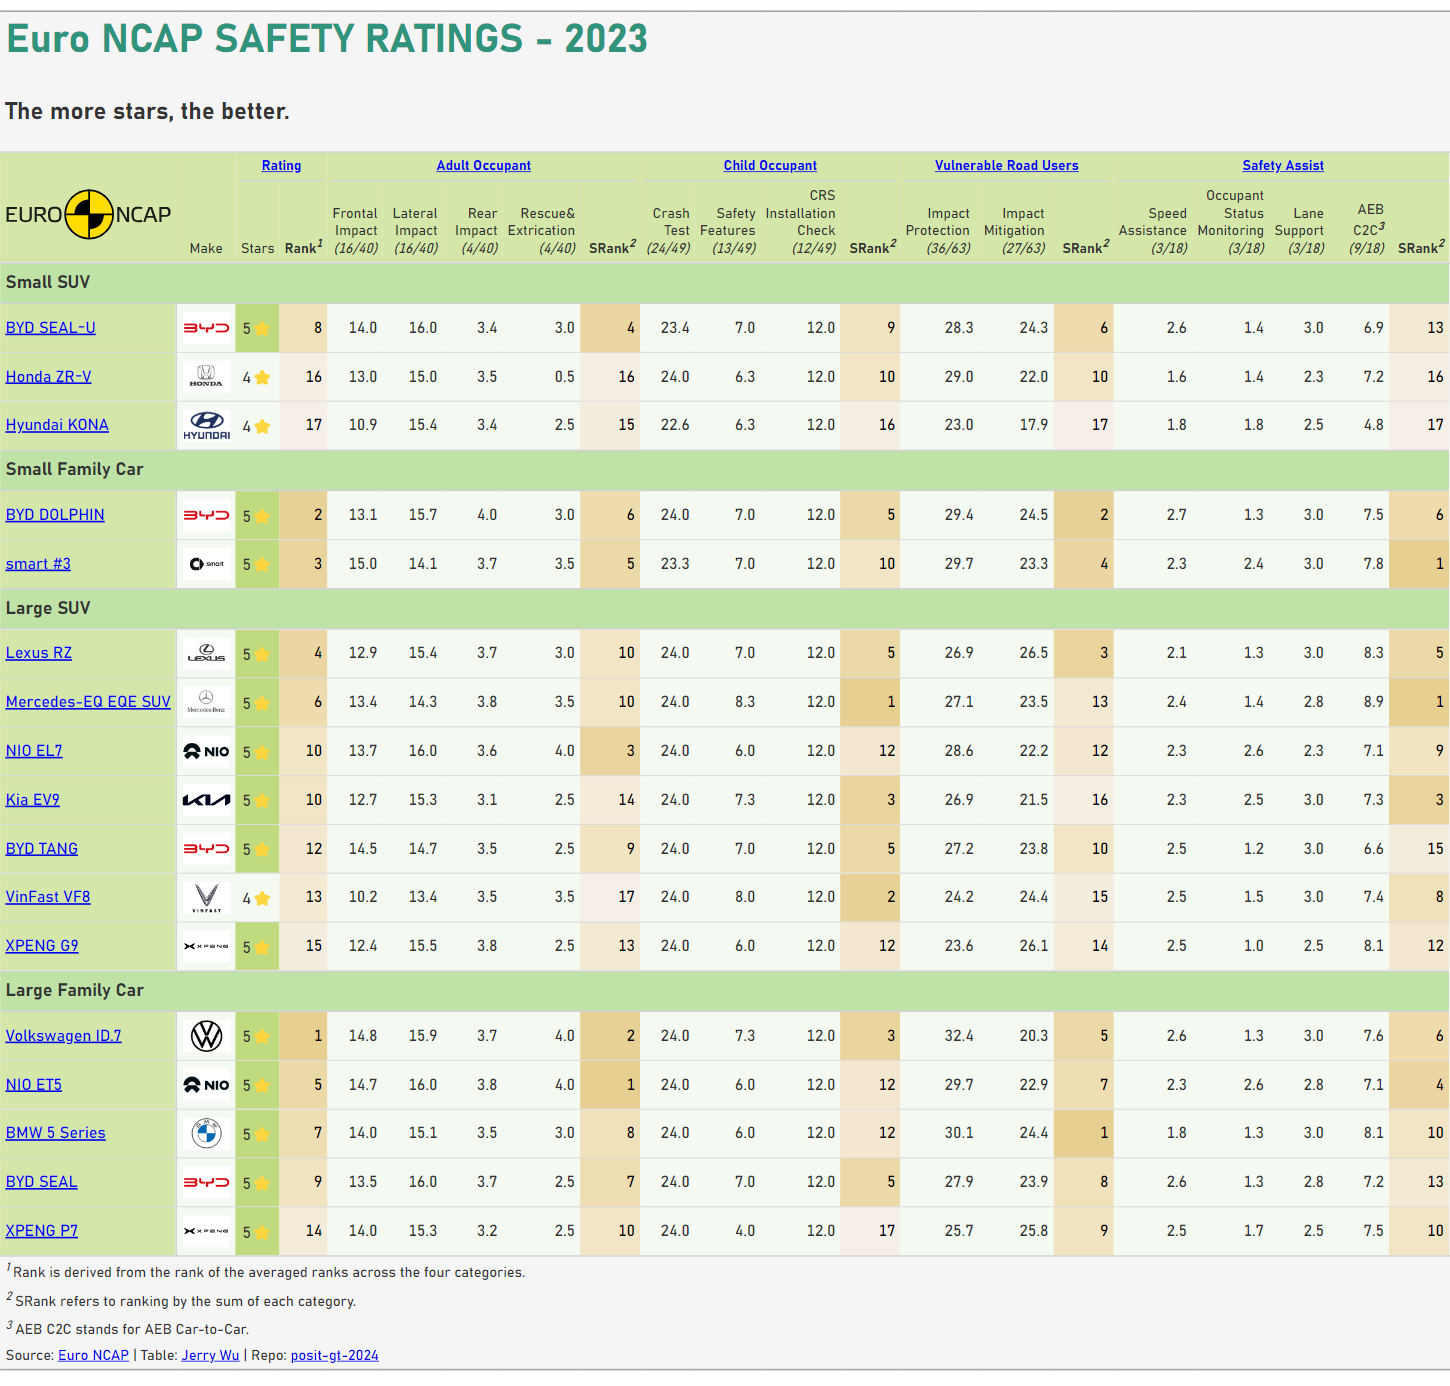 Euro NCAP SAFETY RATINGS - 2023
The more stars, the better.
Rating Adult Occupant Child Occupant Vulnerable Road Users Safety Assist
EURO NCAP Make Stars Rank1 Frontal Impact (16/40) Lateral Impact (16/40) Rear Impact (4/40) Rescue& Extrication (4/40) SRank2 Crash Test (24/49) Safety Features (13/49) CRS Installation Check (12/49) SRank2 Impact Protection (36/63) Impact Mitigation (27/63) SRank2 Speed Assistance (3/18) Occupant Status Monitoring (3/18) Lane Support (3/18) AEB C2C3 (9/18) SRank2
Small SUV
BYD SEAL-U BYD 5 8 14.0 16.0 3.4 3.0 4 23.4 7.0 12.0 9 28.3 24.3 6 2.6 1.4 3.0 6.9 13
Honda ZR-V HONDA 4 16 13.0 15.0 3.5 0.5 16 24.0 6.3 12.0 10 29.0 22.0 10 1.6 1.4 2.3 7.2 16
Hyundai KONA HYUNDAI 4 17 10.9 15.4 3.4 2.5 15 22.6 6.3 12.0 16 23.0 17.9 17 1.8 1.8 2.5 4.8 17
Small Family Car
BYD DOLPHIN BYD 5 2 13.1 15.7 4.0 3.0 6 24.0 7.0 12.0 5 29.4 24.5 2 2.7 1.3 3.0 7.5 6
smart #3 smart 5 3 15.0 14.1 3.7 3.5 5 23.3 7.0 12.0 10 29.7 23.3 4 2.3 2.4 3.0 7.8 1
Large SUV
Lexus RZ LEXUS 5 4 12.9 15.4 3.7 3.0 10 24.0 7.0 12.0 5 26.9 26.5 3 2.1 1.3 3.0 8.3 5
Mercedes-EQ EQE SUV Mercedes-Benz 5 6 13.4 14.3 3.8 3.5 10 24.0 8.3 12.0 1 27.1 23.5 13 2.4 1.4 2.8 8.9 1
NIO EL7 NIO 5 10 13.7 16.0 3.6 4.0 3 24.0 6.0 12.0 12 28.6 22.2 12 2.3 2.6 2.3 7.1 9
Kia EV9 KIA 5 10 12.7 15.3 3.1 2.5 14 24.0 7.3 12.0 3 26.9 21.5 16 2.3 2.5 3.0 7.3 3
BYD TANG BYD 5 12 14.5 14.7 3.5 2.5 9 24.0 7.0 12.0 5 27.2 23.8 10 2.5 1.2 3.0 6.6 15
VinFast VF8 VINFAST 4 13 10.2 13.4 3.5 3.5 17 24.0 8.0 12.0 2 24.2 24.4 15 2.5 1.5 3.0 7.4 8
XPENG G9 XPENG 5 15 12.4 15.5 3.8 2.5 13 24.0 6.0 12.0 12 23.6 26.1 14 2.5 1.0 2.5 8.1 12
Large Family Car
Volkswagen ID.7 5 1 14.8 15.9 3.7 4.0 2 24.0 7.3 12.0 3 32.4 20.3 5 2.6 1.3 3.0 7.6 6
NIO ET5 NIO 5 5 14.7 16.0 3.8 4.0 1 24.0 6.0 12.0 12 29.7 22.9 7 2.3 2.6 2.8 7.1 4
BMW 5 Series BMW 5 7 14.0 15.1 3.5 3.0 8 24.0 6.0 12.0 12 30.1 24.4 1 1.8 1.3 3.0 8.1 10
BYD SEAL BYD 5 9 13.5 16.0 3.7 2.5 7 24.0 7.0 12.0 5 27.9 23.9 8 2.6 1.3 2.8 7.2 13
XPENG P7 XPENG 5 14 14.0 15.3 3.2 2.5 10 24.0 4.0 12.0 17 25.7 25.8 9 2.5 1.7 2.5 7.5 10
1 Rank is derived from the rank of the averaged ranks across the four categories.
2 SRank refers to ranking by the sum of each category.
3 AEB C2C stands for AEB Car-to-Car.
Source: Euro NCAP | Table: Jerry Wu | Repo: posit-gt-2024